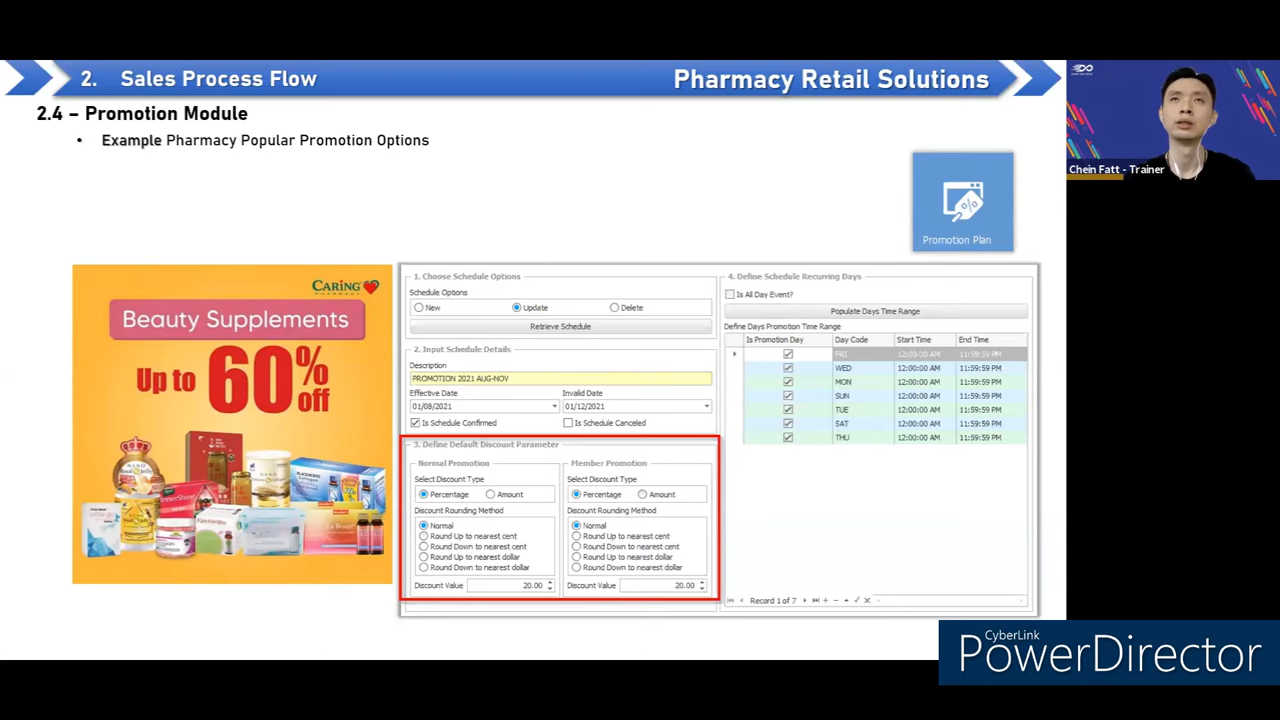 2. Sales Process Flow
Pharmacy Retail Solutions
2.4 – Promotion Module
• Example Pharmacy Popular Promotion Options
Chein Fatt - Trainer
Promotion Plan
CARiNG
PHARMACY
Beauty Supplements
Up to 60% off
1. Choose Schedule Options
Schedule Options
New Update Delete
Retrieve Schedule
2. Input Schedule Details
Description
PROMOTION 2021 AUG-NOV
Effective Date Invalid Date
01/08/2021 01/12/2021
Is Schedule Confirmed Is Schedule Canceled
3. Define Default Discount Parameter
Normal Promotion
Select Discount Type
Percentage Amount
Discount Rounding Method
Normal
Round Up to nearest cent
Round Down to nearest cent
Round Up to nearest dollar
Round Down to nearest dollar
Discount Value 20.00
Member Promotion
Select Discount Type
Percentage Amount
Discount Rounding Method
Normal
Round Up to nearest cent
Round Down to nearest cent
Round Up to nearest dollar
Round Down to nearest dollar
Discount Value 20.00
4. Define Schedule Recurring Days
Is All Day Event?
Populate Days Time Range
Define Days Promotion Time Range
Is Promotion Day Day Code Start Time End Time
FRI 12:00:00 AM 11:59:59 PM
WED 12:00:00 AM 11:59:59 PM
MON 12:00:00 AM 11:59:59 PM
SUN 12:00:00 AM 11:59:59 PM
TUE 12:00:00 AM 11:59:59 PM
SAT 12:00:00 AM 11:59:59 PM
THU 12:00:00 AM 11:59:59 PM
Record 1 of 7
CyberLink
PowerDirector